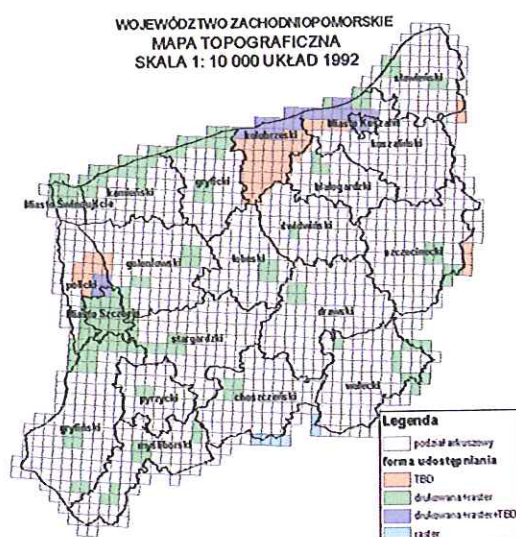 WOJEWÓDZTWO ZACHODNIOPOMORSKIE
MAPA TOPOGRAFICZNA
SKALA 1: 10 000 UKŁAD 1992
sławieński
Miasto Koszalin
kołobrzeski
koszaliński
białogardzki
gryficki
kamieński
Miasto Świnoujście
świdwiński
szczecinecki
goleniowski
łobeski
policki
Miasto Szczecin
drawski
stargardzki
wałecki
choszczeński
pyrzycki
gryfiński
myśliborski
Legenda
podział arkuszowy
forma udostępniania
TBD
drukowana+raster
drukowana+raster+TBD
raster